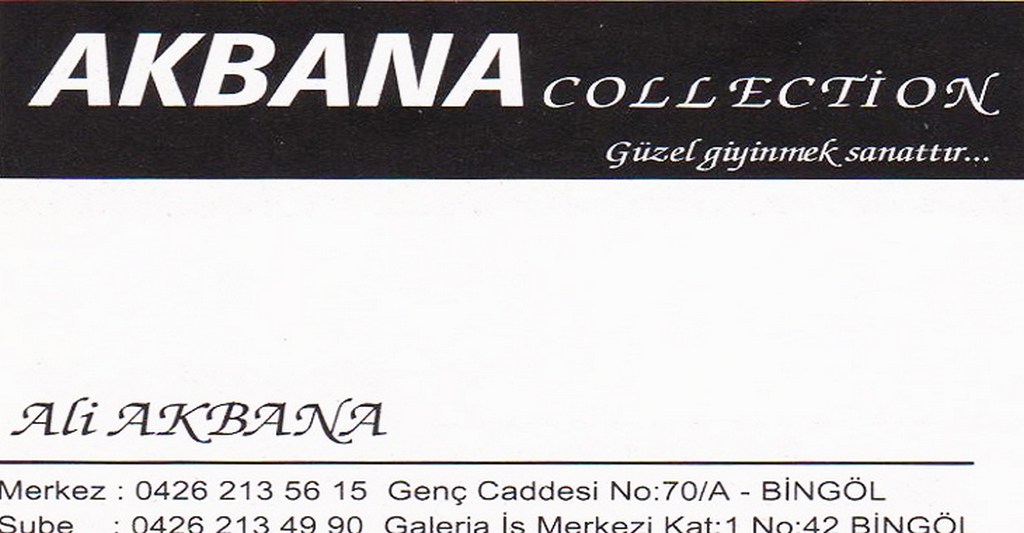 AKBANA COLLECTİON
Güzel giyinmek sanattır...
Ali AKBANA
Merkez : 0426 213 56 15 Genç Caddesi No:70/A - BİNGÖL
Şube : 0426 213 49 90 Galeria İş Merkezi Kat:1 No:42 BİNGÖL